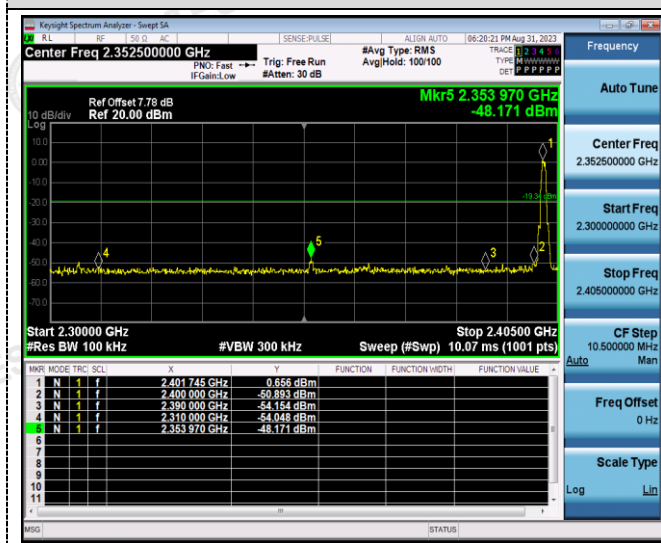 Keysight Spectrum Analyzer - Swept SA
RL RF 50 Ω AC SENSE:PULSE ALIGN AUTO 06:20:21 PM Aug 31, 2023
Center Freq 2.352500000 GHz
PNO: Fast
IFGain:Low
Trig: Free Run
#Atten: 30 dB
#Avg Type: RMS
Avg|Hold: 100/100
TRACE 1 2 3 4 5 6
TYPE M W W W W W
DET P P P P P P
Frequency
Auto Tune
Center Freq
2.352500000 GHz
Start Freq
2.300000000 GHz
Stop Freq
2.405000000 GHz
CF Step
10.500000 MHz
Auto Man
Freq Offset
0 Hz
Scale Type
Log Lin
Mkr5 2.353 970 GHz
-48.171 dBm
Ref Offset 7.78 dB
10 dB/div Ref 20.00 dBm
Log
10.0
0.00
-10.0
-20.0
-30.0
-40.0
-50.0
-60.0
-70.0
1
-19.34 dBm
5
4
3
2
Start 2.30000 GHz Stop 2.40500 GHz
#Res BW 100 kHz #VBW 300 kHz Sweep (#Swp) 10.07 ms (1001 pts)
MKR MODE TRC SCL X Y FUNCTION FUNCTION WIDTH FUNCTION VALUE
1 N 1 f 2.401 745 GHz 0.656 dBm
2 N 1 f 2.400 000 GHz -50.893 dBm
3 N 1 f 2.390 000 GHz -54.154 dBm
4 N 1 f 2.310 000 GHz -54.048 dBm
5 N 1 f 2.353 970 GHz -48.171 dBm
6
7
8
9
10
11
MSG STATUS